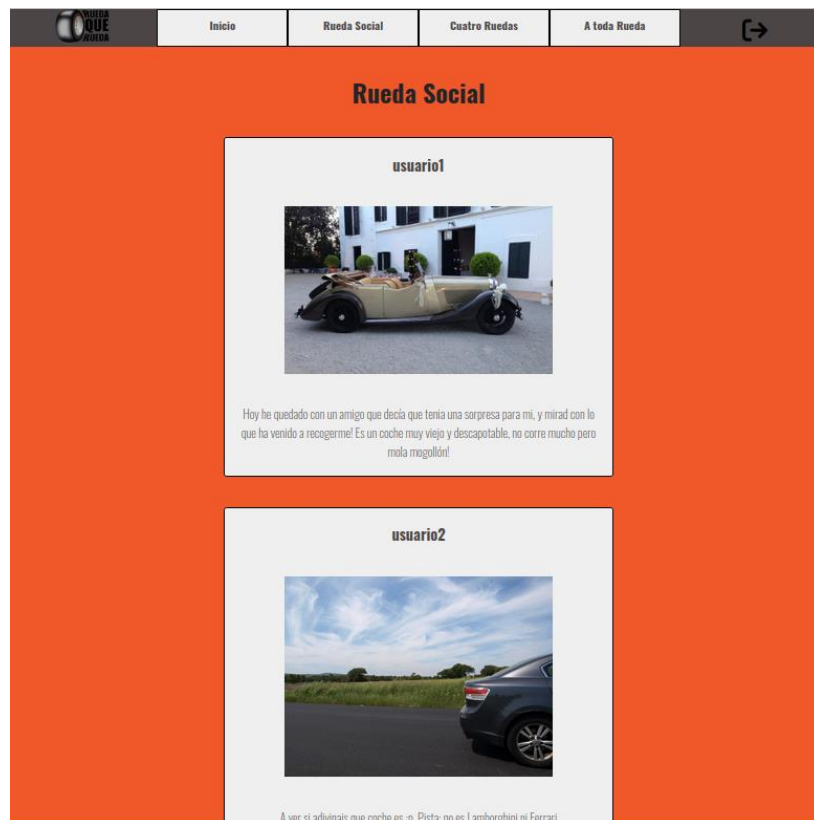 RUEDA
QUE
RUEDA
Inicio
Rueda Social
Cuatro Ruedas
A toda Rueda
Rueda Social
usuario1
Hoy he quedado con un amigo que decía que tenia una sorpresa para mi, y mirad con lo
que ha venido a recogerme! Es un coche muy viejo y descapotable, no corre mucho pero
mola mogollón!
usuario2
A ver si adivinais que coche es :p. Pista: no es Lamborghini ni Ferrari